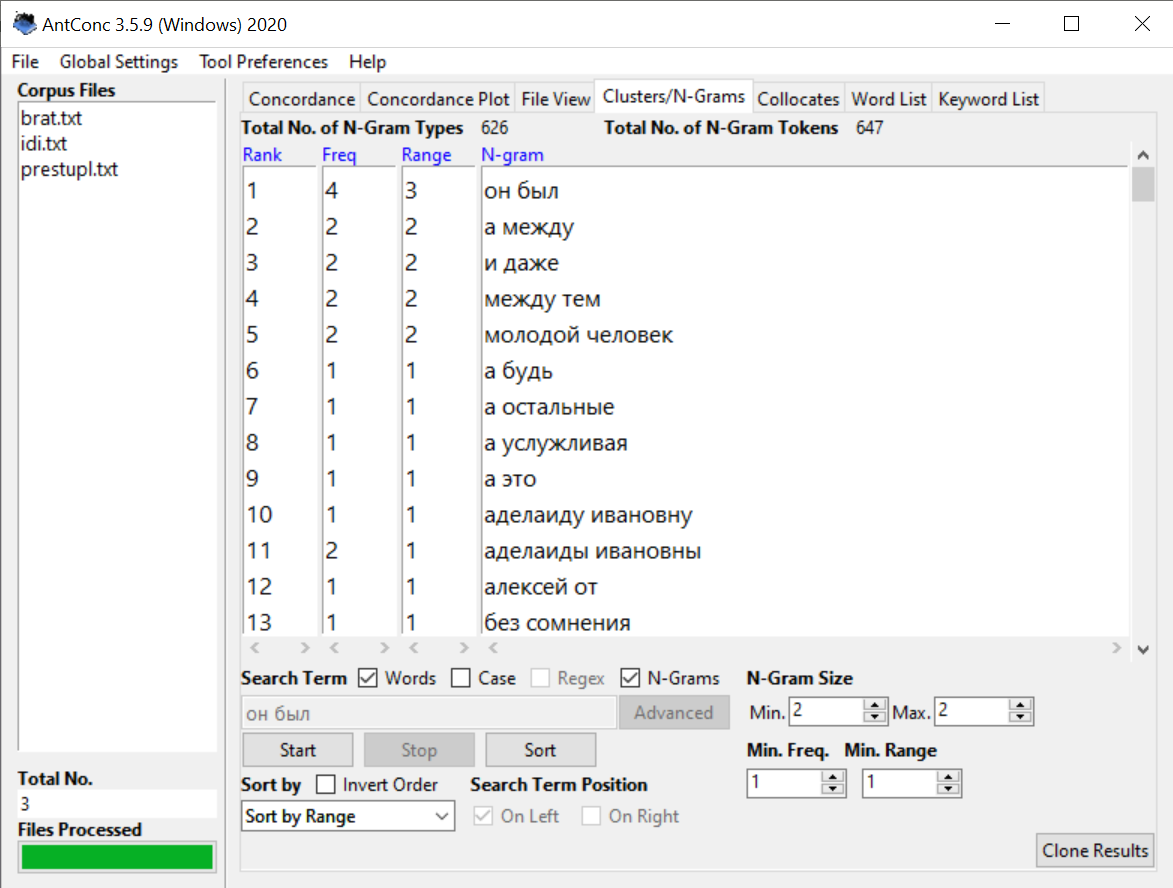 AntConc 3.5.9 (Windows) 2020
File Global Settings Tool Preferences Help
Corpus Files
brat.txt
idi.txt
prestupl.txt
Total No.
3
Files Processed
Concordance Concordance Plot File View Clusters/N-Grams Collocates Word List Keyword List
Total No. of N-Gram Types 626 Total No. of N-Gram Tokens 647
Rank Freq Range N-gram
1 4 3 он был
2 2 2 а между
3 2 2 и даже
4 2 2 между тем
5 2 2 молодой человек
6 1 1 а будь
7 1 1 а остальные
8 1 1 а услужливая
9 1 1 а это
10 1 1 аделаиду ивановну
11 2 1 аделаиды ивановны
12 1 1 алексей от
13 1 1 без сомнения
Search Term Words Case Regex N-Grams N-Gram Size
он был Advanced Min. 2 Max. 2
Start Stop Sort Min. Freq. Min. Range
1 1
Sort by Invert Order Search Term Position
Sort by Range On Left On Right
Clone Results